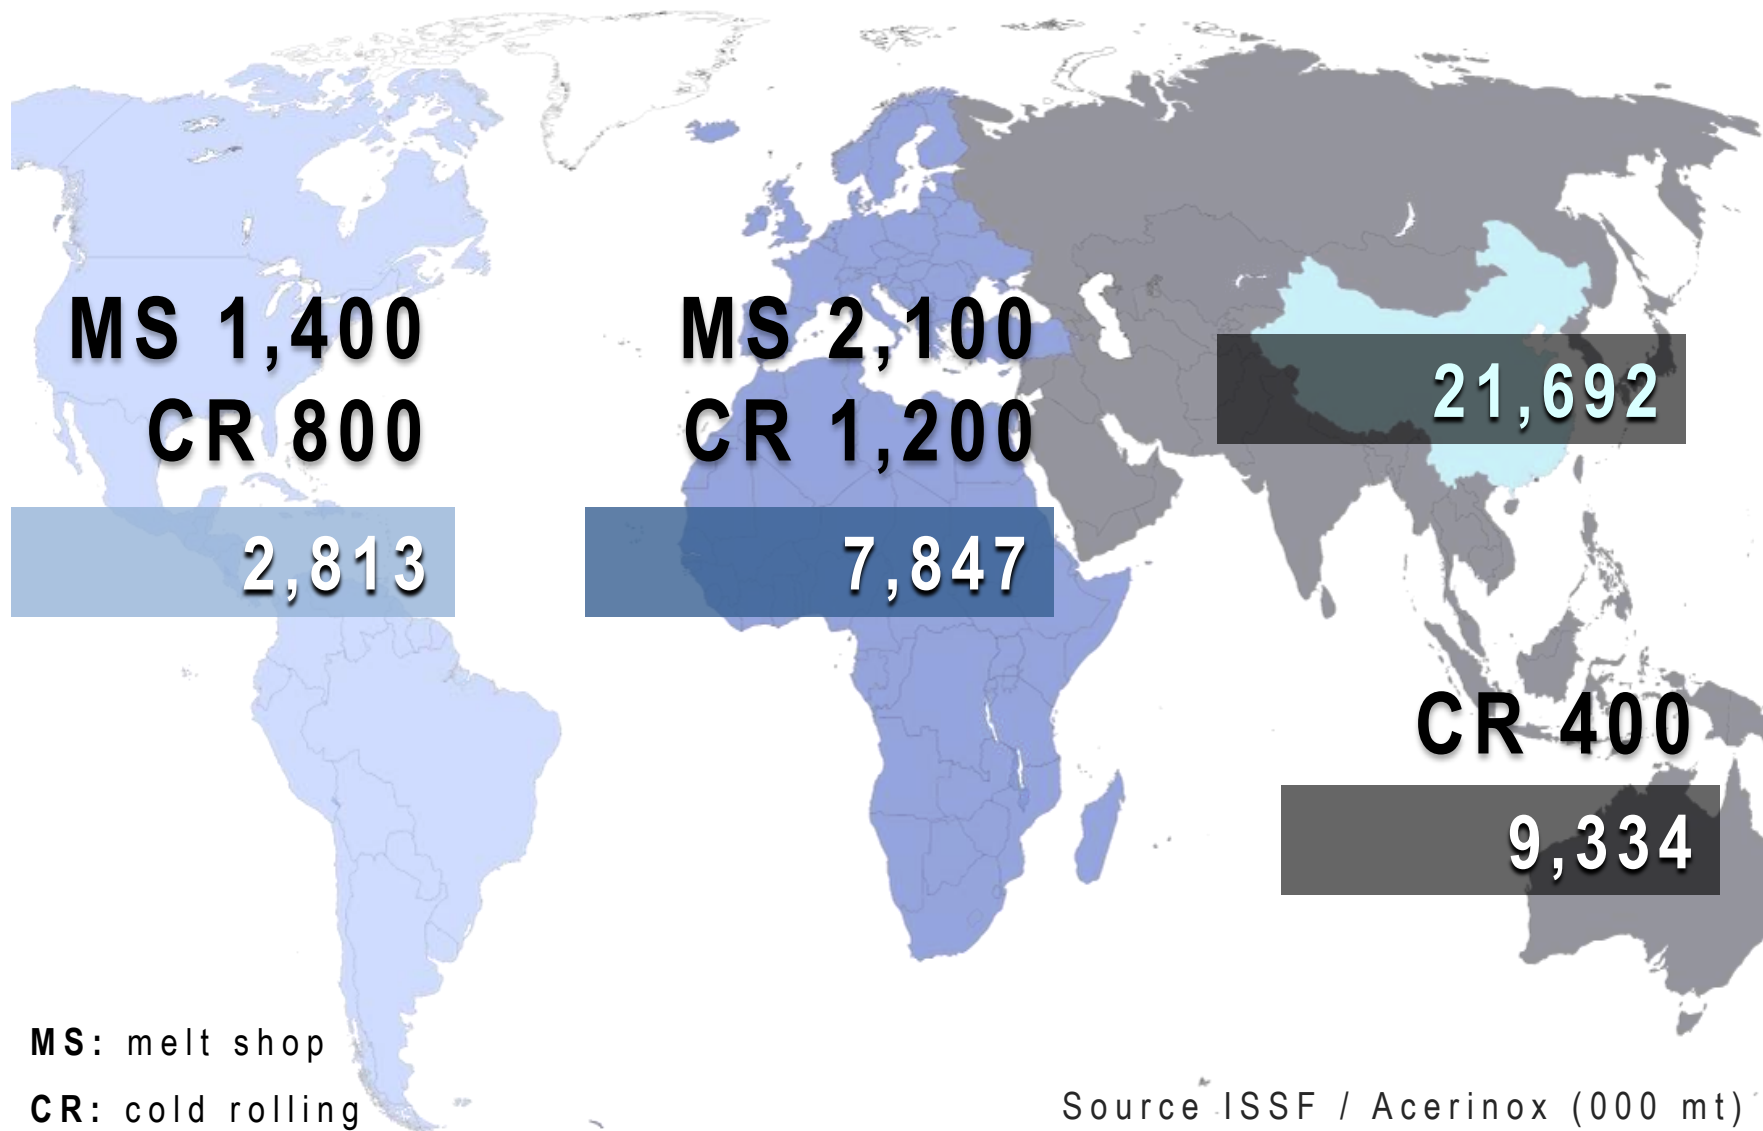 MS 1,400
CR 800
2,813
MS 2,100
CR 1,200
7,847
21,692
CR 400
9,334
MS: melt shop
CR: cold rolling
Source ISSF / Acerinox (000 mt)